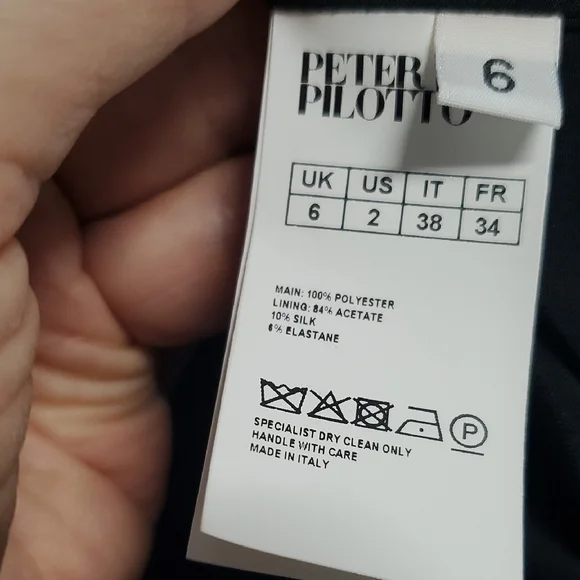 PETER
PILOTTO
6
UK US IT FR
6 2 38 34
MAIN: 100% POLYESTER
LINING: 84% ACETATE
10% SILK
6% ELASTANE
P
SPECIALIST DRY CLEAN ONLY
HANDLE WITH CARE
MADE IN ITALY